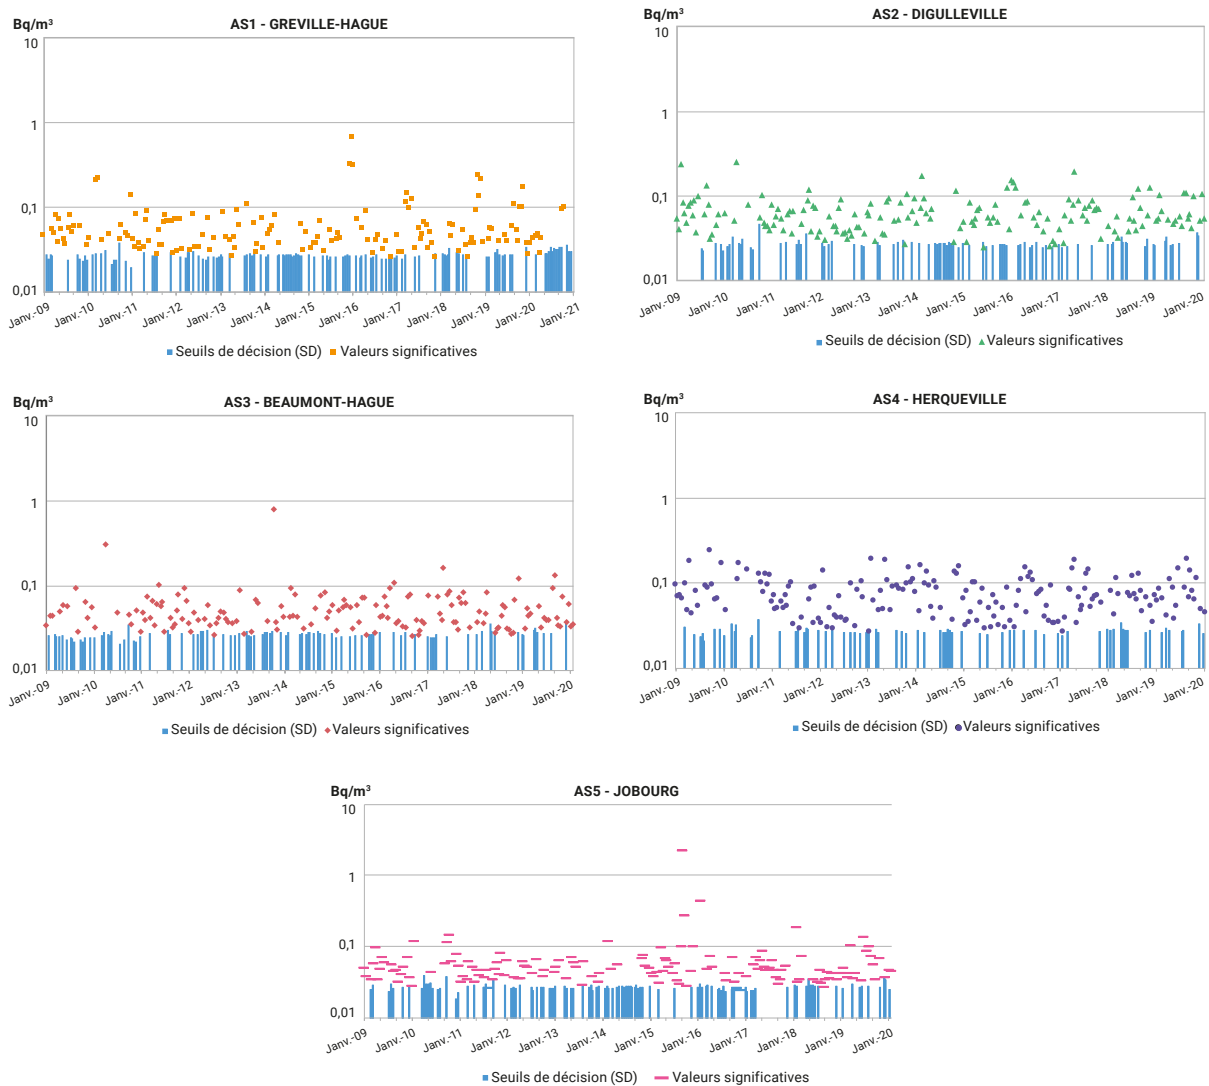 Bq/m³
AS1 - GREVILLE-HAGUE
10
1
0,1
0,01
Janv.-09 Janv.-10 Janv.-11 Janv.-12 Janv.-13 Janv.-14 Janv.-15 Janv.-16 Janv.-17 Janv.-18 Janv.-19 Janv.-20 Janv.-21
Seuils de décision (SD) Valeurs significatives
Bq/m³
AS2 - DIGULLEVILLE
10
1
0,1
0,01
Janv.-09 Janv.-10 Janv.-11 Janv.-12 Janv.-13 Janv.-14 Janv.-15 Janv.-16 Janv.-17 Janv.-18 Janv.-19 Janv.-20
Seuils de décision (SD) Valeurs significatives
Bq/m³
AS3 - BEAUMONT-HAGUE
10
1
0,1
0,01
Janv.-09 Janv.-10 Janv.-11 Janv.-12 Janv.-13 Janv.-14 Janv.-15 Janv.-16 Janv.-17 Janv.-18 Janv.-19 Janv.-20
Seuils de décision (SD) Valeurs significatives
Bq/m³
AS4 - HERQUEVILLE
10
1
0,1
0,01
Janv.-09 Janv.-10 Janv.-11 Janv.-12 Janv.-13 Janv.-14 Janv.-15 Janv.-16 Janv.-17 Janv.-18 Janv.-19 Janv.-20
Seuils de décision (SD) Valeurs significatives
Bq/m³
AS5 - JOBOURG
10
1
0,1
0,01
Janv.-09 Janv.-10 Janv.-11 Janv.-12 Janv.-13 Janv.-14 Janv.-15 Janv.-16 Janv.-17 Janv.-18 Janv.-19 Janv.-20
Seuils de décision (SD) Valeurs significatives